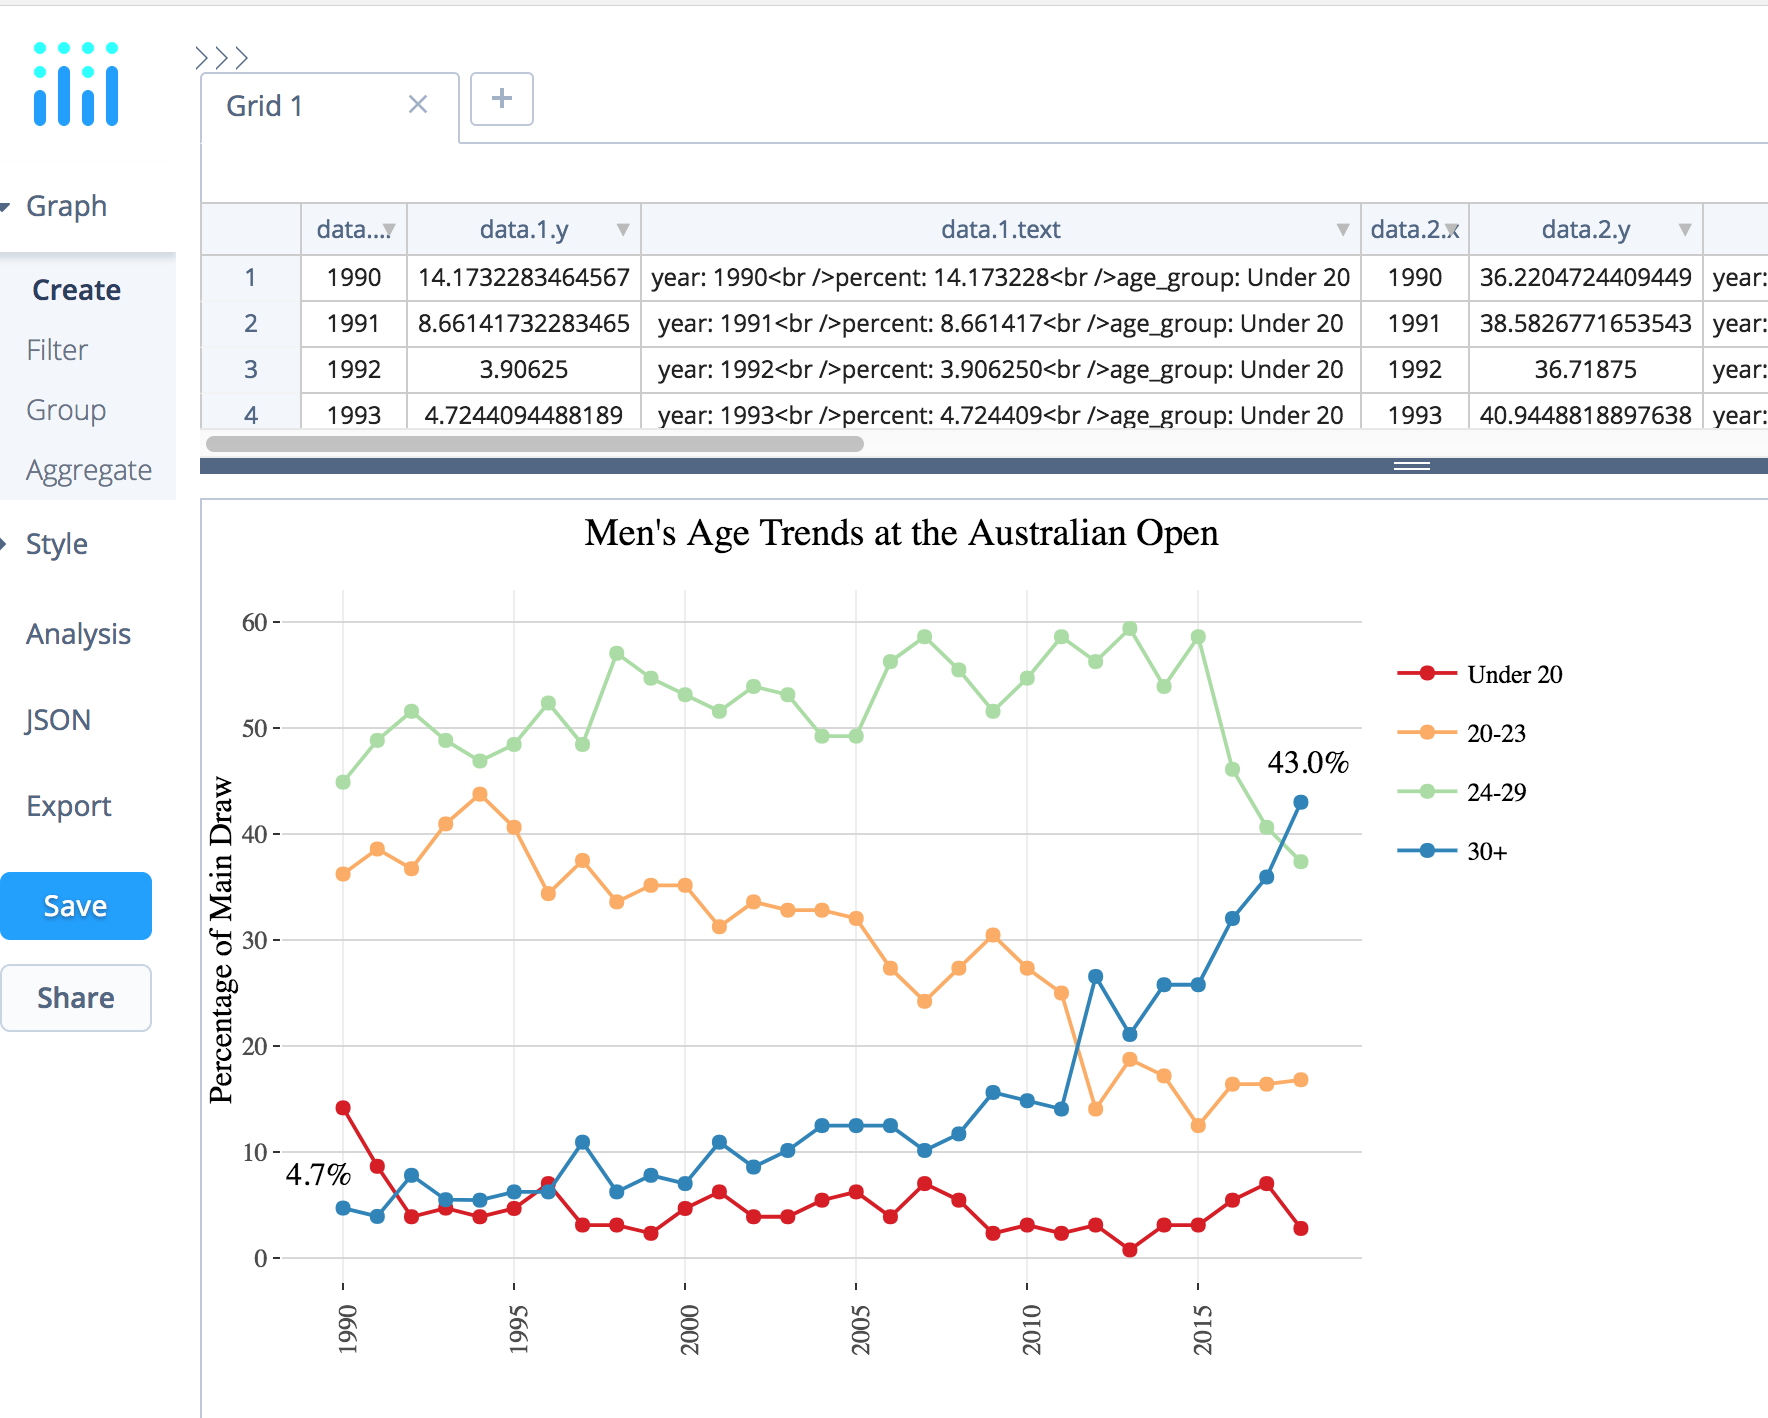 Grid 1
Graph
Create
Filter
Group
Aggregate
Style
Analysis
JSON
Export
Save
Share
data.... data.1.y data.1.text data.2.x data.2.y
1 1990 14.1732283464567 year: 1990<br />percent: 14.173228<br />age_group: Under 20 1990 36.2204724409449 year:
2 1991 8.66141732283465 year: 1991<br />percent: 8.661417<br />age_group: Under 20 1991 38.5826771653543 year:
3 1992 3.90625 year: 1992<br />percent: 3.906250<br />age_group: Under 20 1992 36.71875 year:
4 1993 4.7244094488189 year: 1993<br />percent: 4.724409<br />age_group: Under 20 1993 40.9448818897638 year:
Men's Age Trends at the Australian Open
Percentage of Main Draw
60
50
40
30
20
10
0
43.0%
4.7%
1990 1995 2000 2005 2010 2015
Under 20
20-23
24-29
30+